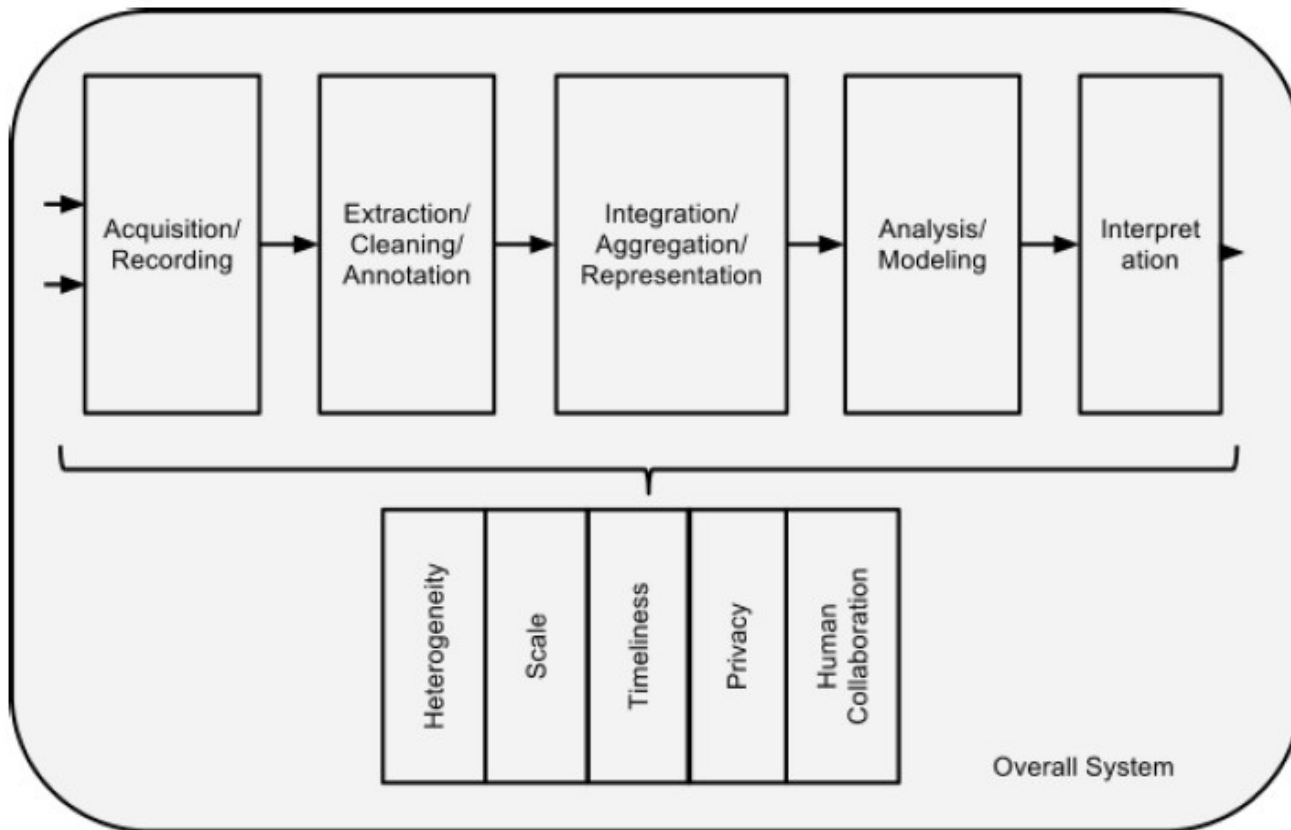 Acquisition/
Recording
Extraction/
Cleaning/
Annotation
Integration/
Aggregation/
Representation
Analysis/
Modeling
Interpret
ation
Heterogeneity
Scale
Timeliness
Privacy
Human
Collaboration
Overall System